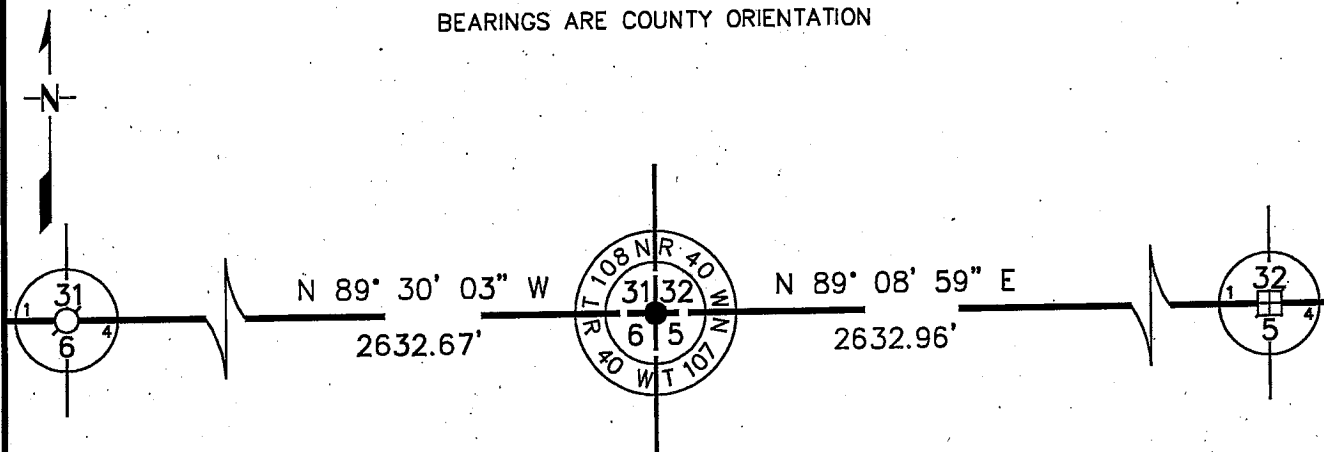 BEARINGS ARE COUNTY ORIENTATION
-N-
N 89° 30' 03" W
2632.67'
N 89° 08' 59" E
2632.96'
1 31
6 4
T 108 N R 40 W
31 32
6 5
R 40 W T 107 N
1 32
5 4